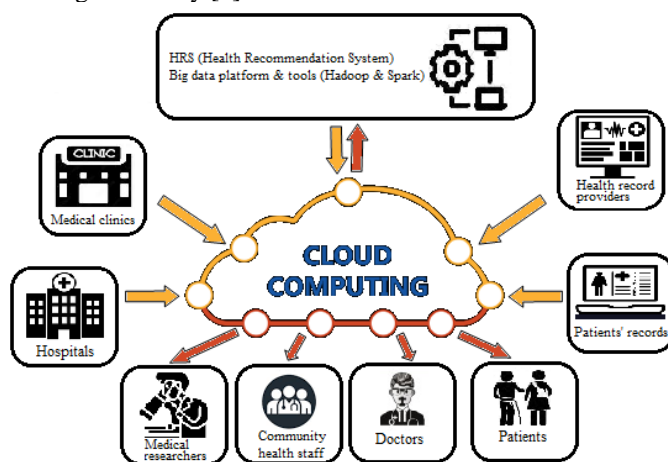 HRS (Health Recommendation System)
Big data platform & tools (Hadoop & Spark)
CLINIC
Medical clinics
Health record
providers
CLOUD
COMPUTING
Hospitals
Patients' records
Medical
researchers
Community
health staff
Doctors
Patients